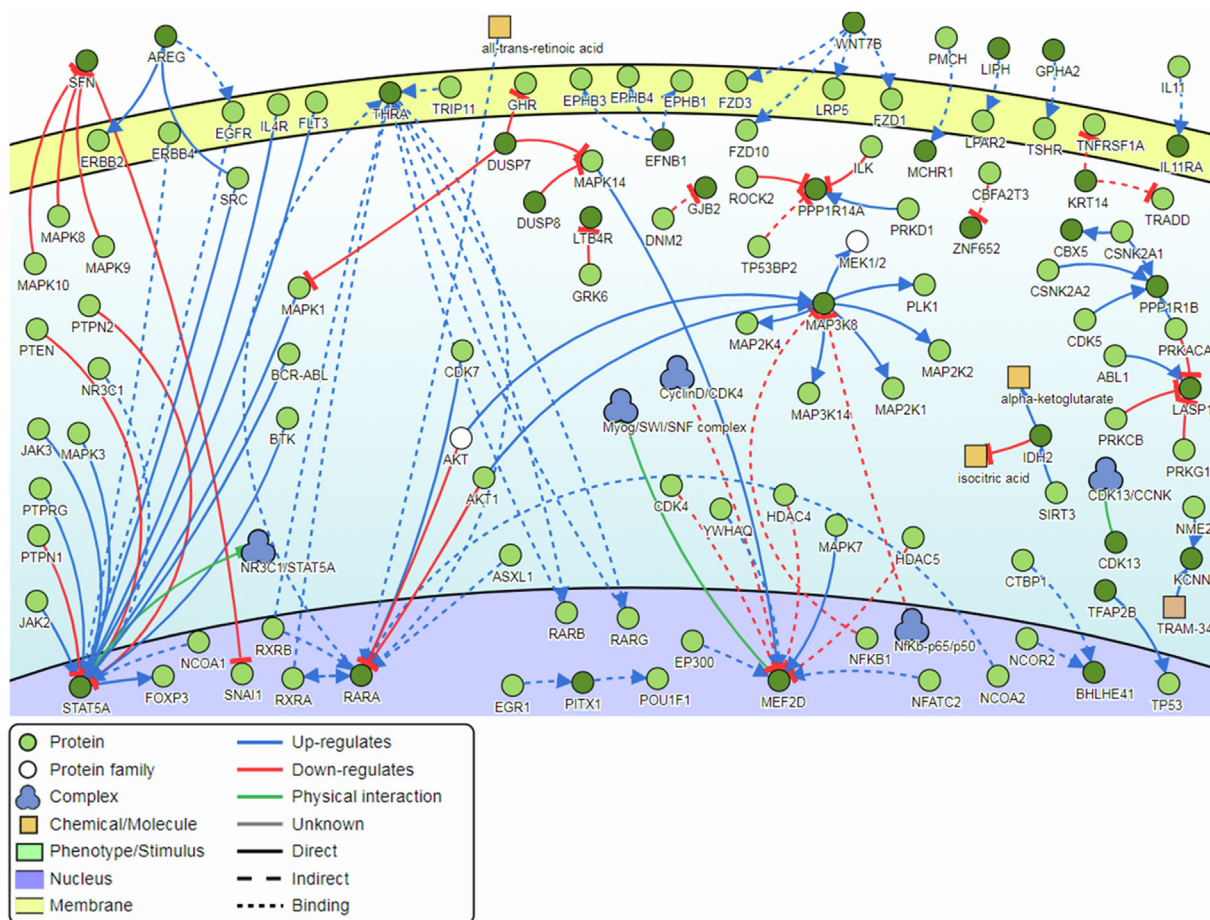 all-trans-retinoic acid
AREG
WNT7B
PMCH
LIPH
GPHA2
SFN
IL11
THRA
TRIP11
GHR
EPHB3
EPHB4
EPHB1
FZD3
LRP5
FZD1
EGFR
IL4R
FLT3
LPAR2
TSHR
TNFRSF1A
ERBB2
ERBB4
DUSP7
EFNB1
FZD10
IL11RA
SRC
MAPK14
ROCK2
ILK
MCHR1
CBFA2T3
KRT14
TRADD
DUSP8
GJB2
PPP1R14A
MAPK8
LTB4R
DNM2
PRKD1
ZNF652
CBX5
CSNK2A1
MAPK9
TP53BP2
MEK1/2
MAPK10
GRK6
CSNK2A2
MAPK1
PLK1
PPP1R1B
PTPN2
MAP3K8
PTEN
MAP2K4
CDK5
PRKACA
NR3C1
BCR-ABL
CDK7
MAP2K2
ABL1
CyclinD/CDK4
MAP3K14
MAP2K1
alpha-ketoglutarate
LASP1
Myog/SWI/SNF complex
JAK3
MAPK3
BTK
AKT
PRKCB
IDH2
isocitric acid
PRKG1
PTPRG
AKT1
CDK4
HDAC4
CDK13/CCNK
YWHAQ
SIRT3
NME2
PTPN1
NR3C1/STAT5A
MAPK7
HDAC5
CDK13
ASXL1
CTBP1
KCNN
JAK2
RARB
RARG
TFAP2B
TRAM-34
NCOA1
RXRB
EP300
NFKB1
NfKb-p65/p50
NCOR2
STAT5A
FOXP3
SNAI1
RXRA
RARA
EGR1
PITX1
POU1F1
MEF2D
NFATC2
NCOA2
BHLHE41
TP53
Protein
Up-regulates
Protein family
Down-regulates
Complex
Physical interaction
Chemical/Molecule
Unknown
Phenotype/Stimulus
Direct
Nucleus
Indirect
Membrane
Binding